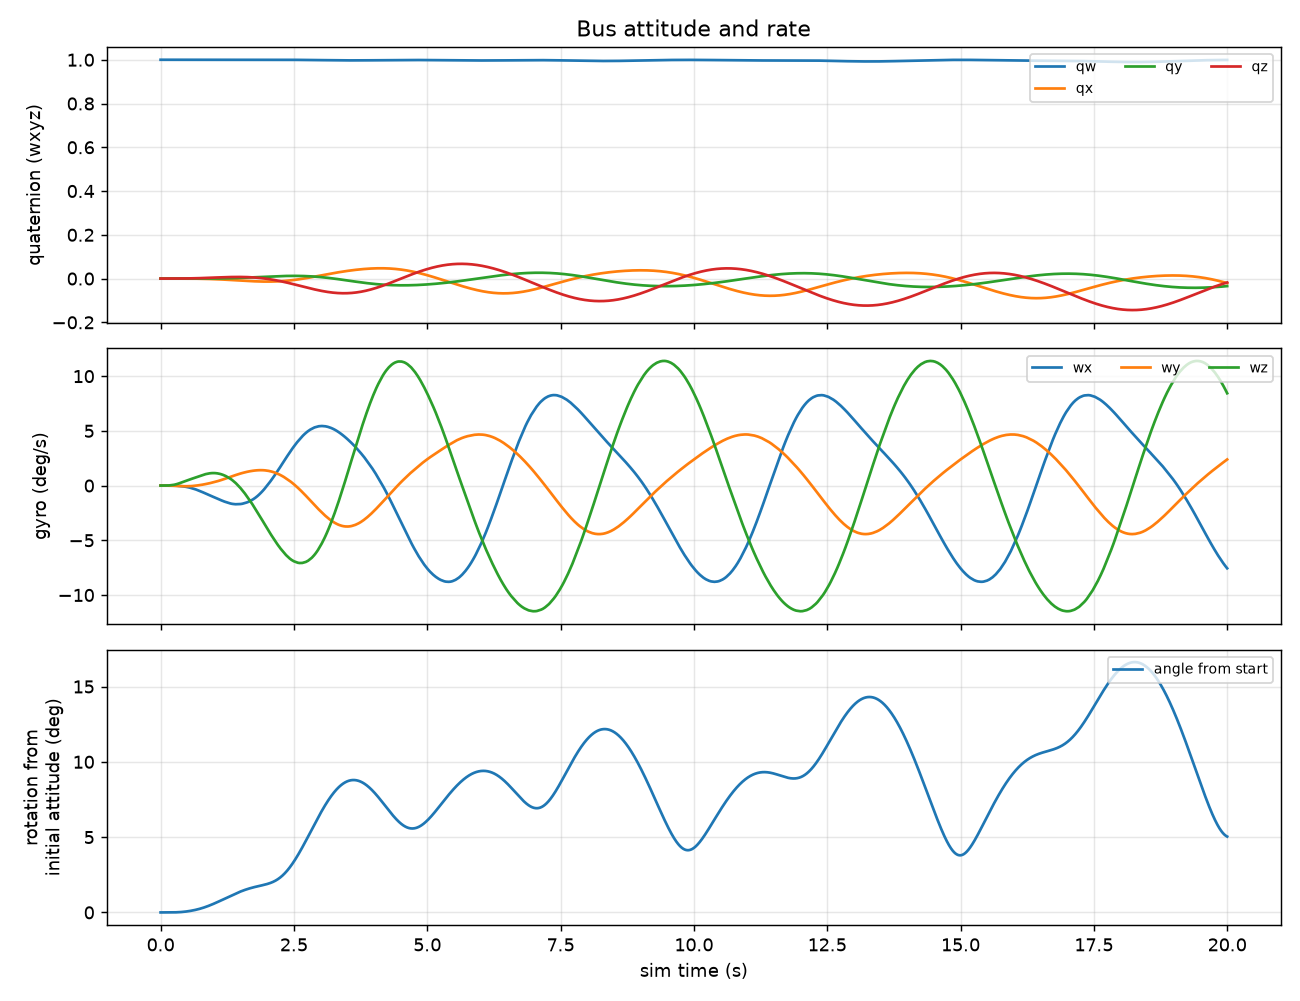 Bus attitude and rate
quaternion (wxyz)
1.0
0.8
0.6
0.4
0.2
0.0
−0.2
qw qy qz
qx
gyro (deg/s)
10
5
0
−5
−10
wx wy wz
rotation from
initial attitude (deg)
15
10
5
0
angle from start
0.0 2.5 5.0 7.5 10.0 12.5 15.0 17.5 20.0
sim time (s)